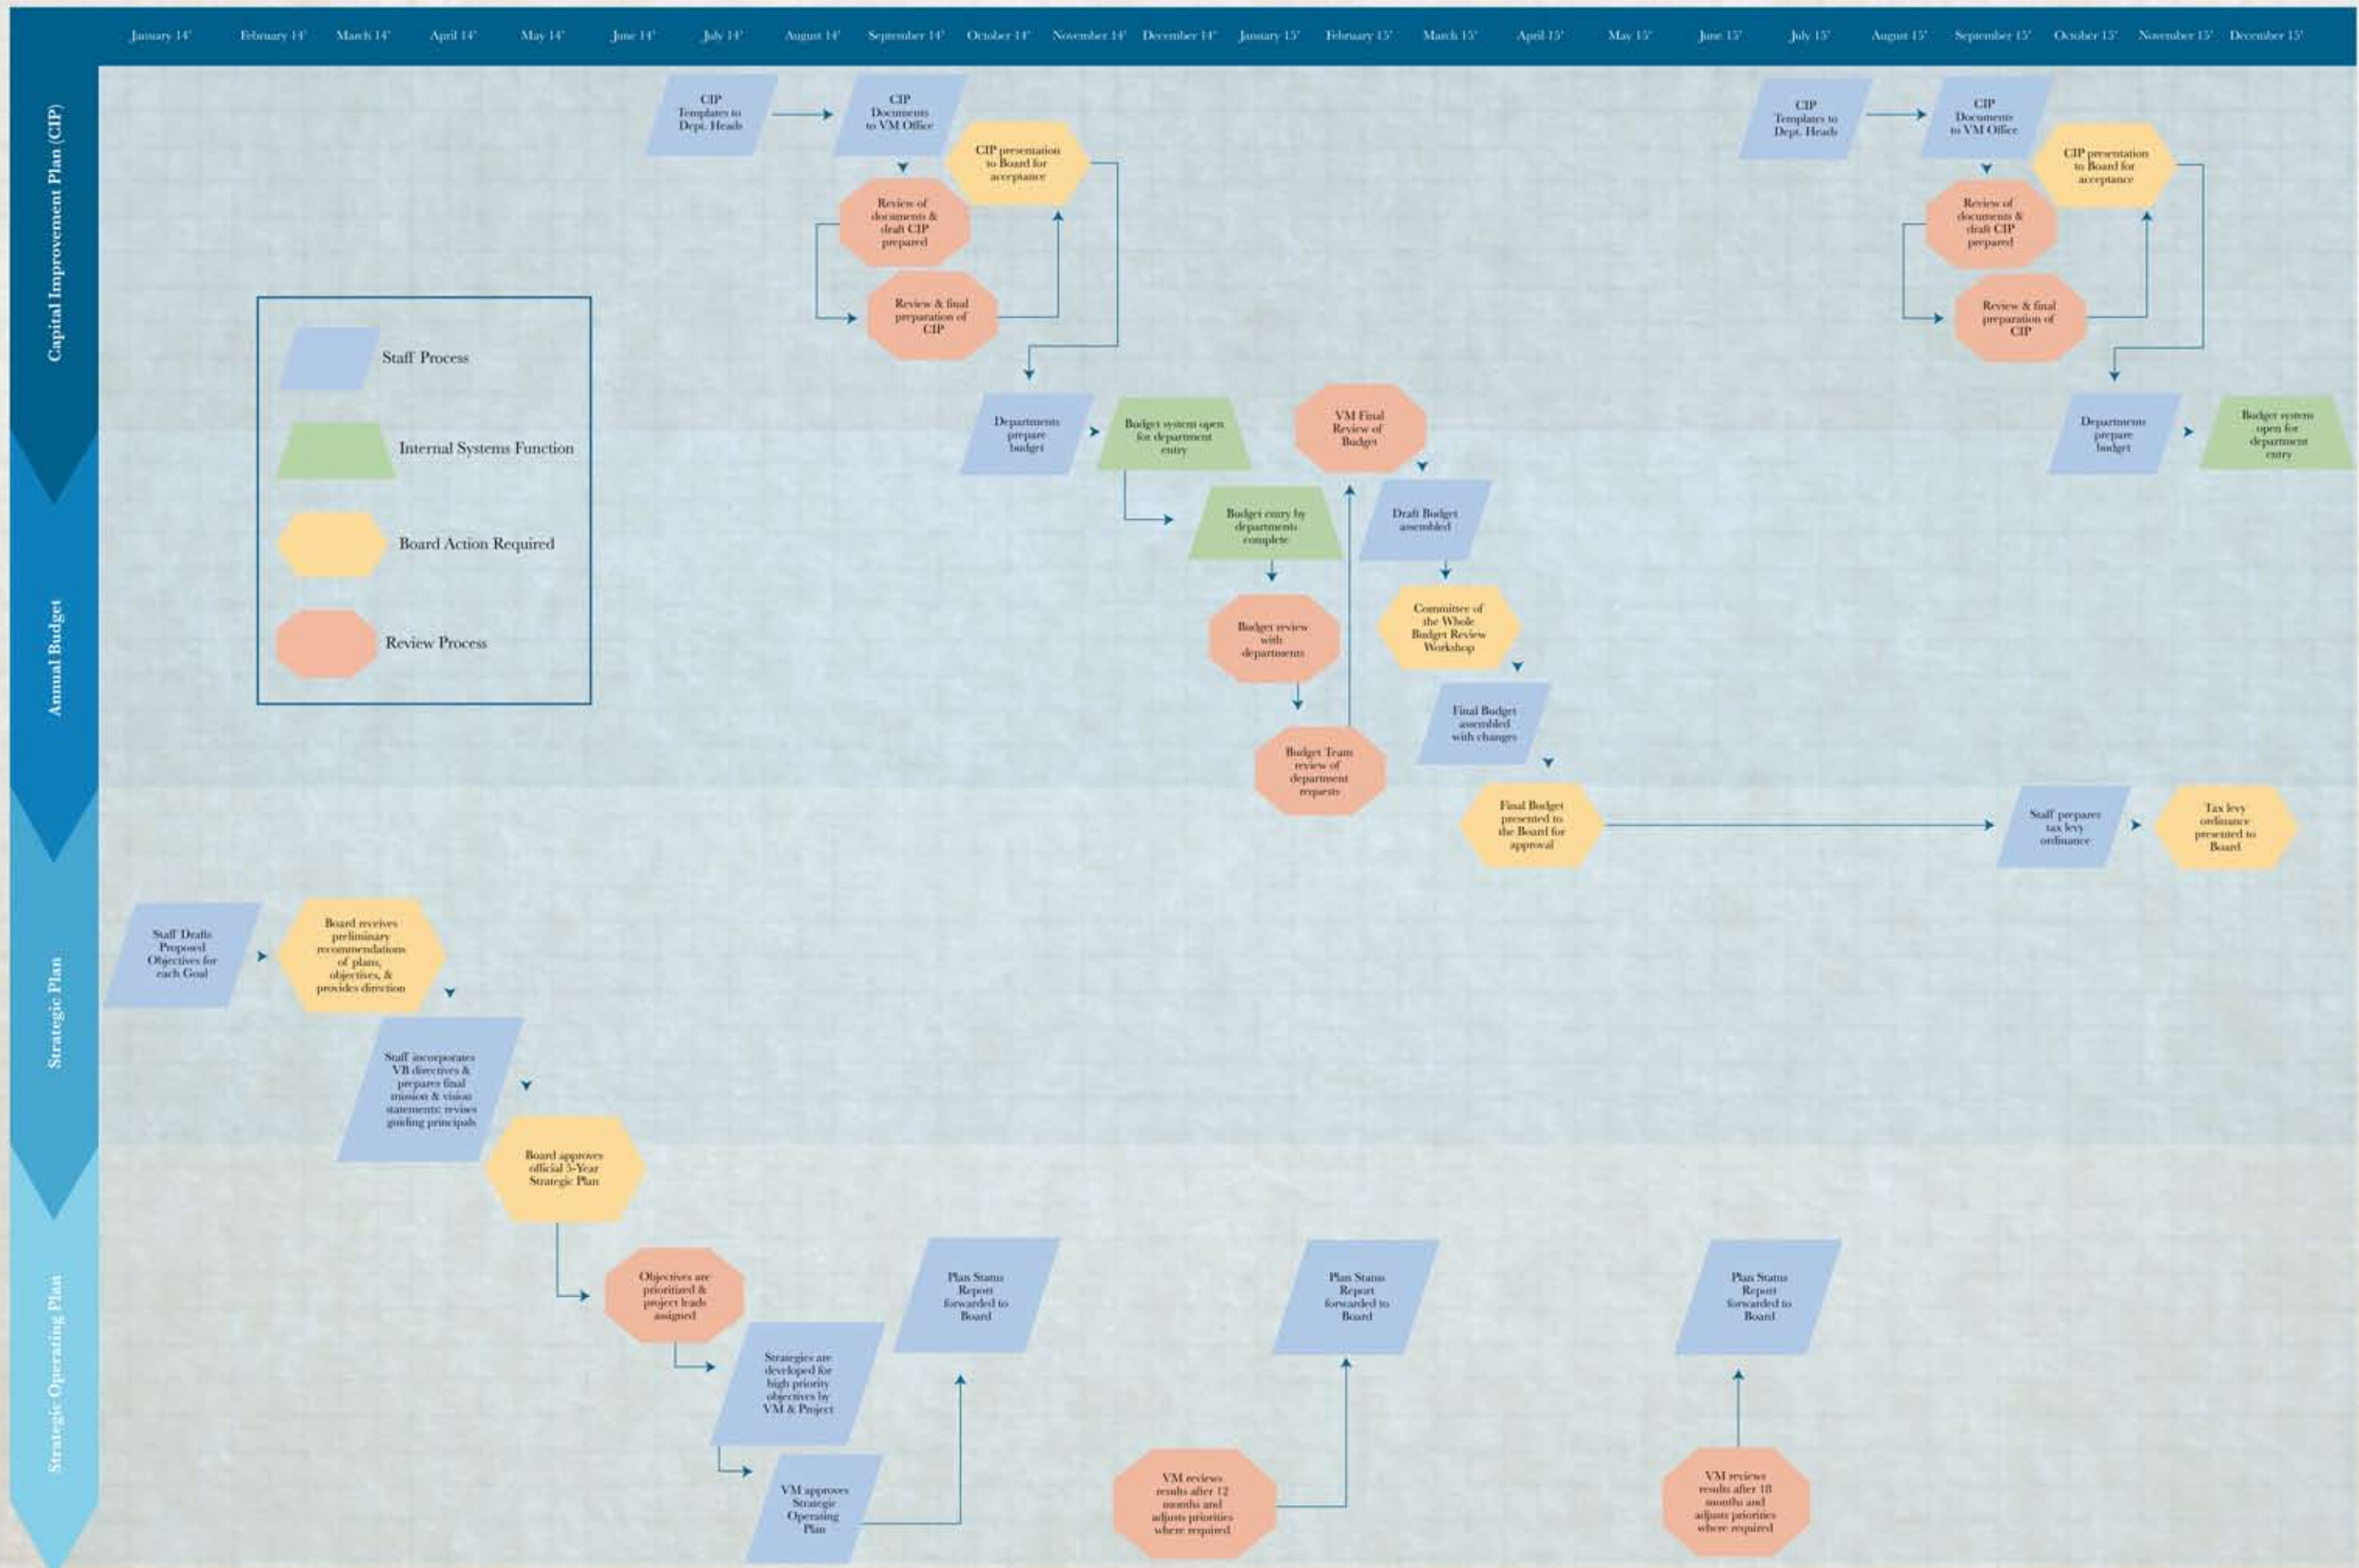 January 14'
February 14'
March 14'
April 14'
May 14'
June 14'
July 14'
August 14'
September 14'
October 14'
November 14'
December 14'
January 15'
February 15'
March 15'
April 15'
May 15'
June 15'
July 15'
August 15'
September 15'
October 15'
November 15'
December 15'
Capital Improvement Plan (CIP)
CIP
Templates to
Dept. Heads
CIP
Documents
to VM Office
CIP presentation
to Board for
acceptance
Review of
documents &
draft CIP
prepared
Review & final
preparation of
CIP
CIP
Templates to
Dept. Heads
CIP
Documents
to VM Office
CIP presentation
to Board for
acceptance
Review of
documents &
draft CIP
prepared
Review & final
preparation of
CIP
Staff Process
Internal Systems Function
Board Action Required
Review Process
Annual Budget
Departments
prepare
budget
Budget system open
for department
entry
Budget entry by
departments
complete
Budget review
with
departments
Budget Team
review of
department
requests
VM Final
Review of
Budget
Draft Budget
assembled
Committee of
the Whole
Budget Review
Workshop
Final Budget
assembled
with changes
Final Budget
presented to
the Board for
approval
Departments
prepare
budget
Budget system
open for
department
entry
Staff prepares
tax levy
ordinance
Tax levy
ordinance
presented to
Board
Strategic Plan
Staff Drafts
Proposed
Objectives for
each Goal
Board receives
preliminary
recommendations
of plans,
objectives, &
provides direction
Staff incorporates
VB directives &
prepares final
mission & vision
statements: revises
guiding principals
Board approves
official 5-Year
Strategic Plan
Strategic Operating Plan
Objectives are
prioritized &
project leads
assigned
Strategies are
developed for
high priority
objectives by
VM & Project
VM approves
Strategic
Operating
Plan
Plan Status
Report
forwarded to
Board
VM reviews
results after 12
months and
adjusts priorities
where required
Plan Status
Report
forwarded to
Board
VM reviews
results after 18
months and
adjusts priorities
where required
Plan Status
Report
forwarded to
Board